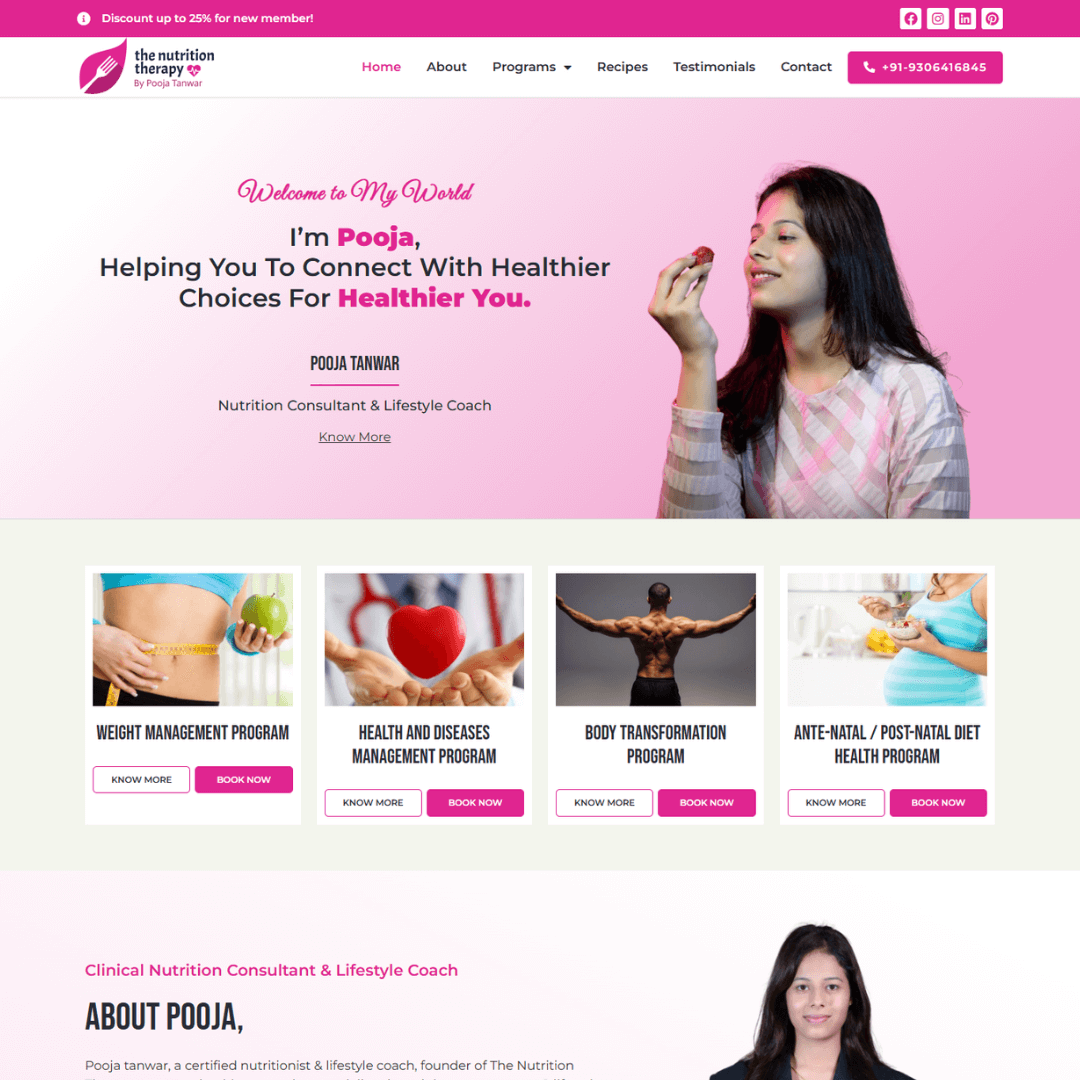 Discount up to 25% for new member!
the nutrition
therapy
By Pooja Tanwar
Home About Programs Recipes Testimonials Contact +91-9306416845
Welcome to My World
I’m Pooja,
Helping You To Connect With Healthier
Choices For Healthier You.
POOJA TANWAR
Nutrition Consultant & Lifestyle Coach
Know More
WEIGHT MANAGEMENT PROGRAM
KNOW MORE BOOK NOW
HEALTH AND DISEASES
MANAGEMENT PROGRAM
KNOW MORE BOOK NOW
BODY TRANSFORMATION
PROGRAM
KNOW MORE BOOK NOW
ANTE-NATAL / POST-NATAL DIET
HEALTH PROGRAM
KNOW MORE BOOK NOW
Clinical Nutrition Consultant & Lifestyle Coach
ABOUT POOJA,
Pooja tanwar, a certified nutritionist & lifestyle coach, founder of The Nutrition